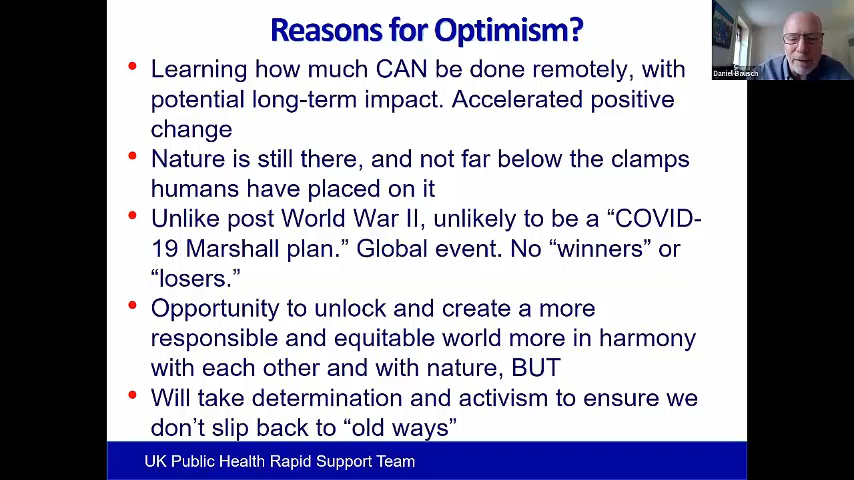 Reasons for Optimism?
Daniel Bausch
• Learning how much CAN be done remotely, with
potential long-term impact. Accelerated positive
change
• Nature is still there, and not far below the clamps
humans have placed on it
• Unlike post World War II, unlikely to be a “COVID-
19 Marshall plan.” Global event. No “winners” or
“losers.”
• Opportunity to unlock and create a more
responsible and equitable world more in harmony
with each other and with nature, BUT
• Will take determination and activism to ensure we
don’t slip back to “old ways”
UK Public Health Rapid Support Team